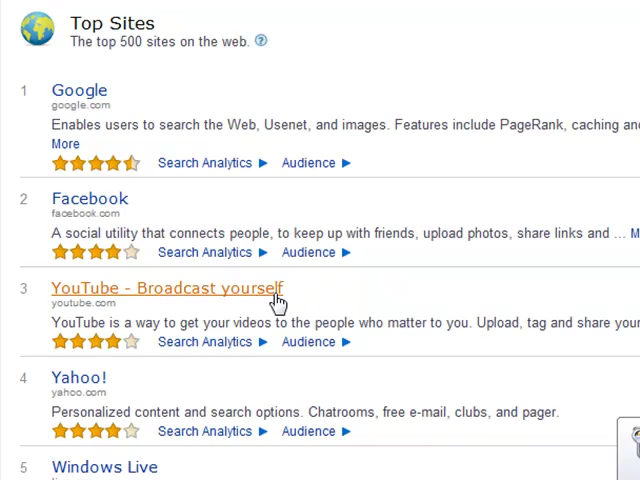 Top Sites
The top 500 sites on the web. ?
1 Google
google.com
Enables users to search the Web, Usenet, and images. Features include PageRank, caching and
More
Search Analytics Audience
2 Facebook
facebook.com
A social utility that connects people, to keep up with friends, upload photos, share links and ... M
Search Analytics Audience
3 YouTube - Broadcast yourself
youtube.com
YouTube is a way to get your videos to the people who matter to you. Upload, tag and share your
Search Analytics Audience
4 Yahoo!
yahoo.com
Personalized content and search options. Chatrooms, free e-mail, clubs, and pager.
Search Analytics Audience
5 Windows Live